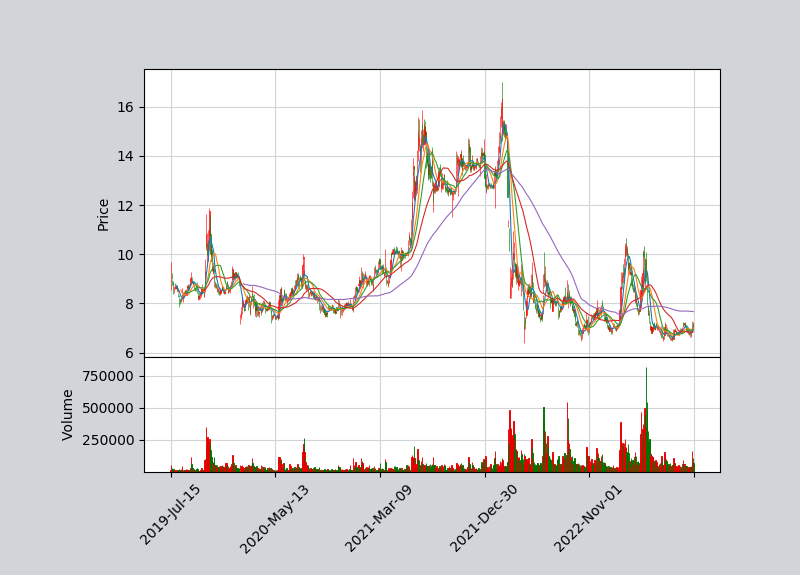 16
14
12
10
8
6
Price
750000
500000
250000
Volume
2019-Jul-15
2020-May-13
2021-Mar-09
2021-Dec-30
2022-Nov-01